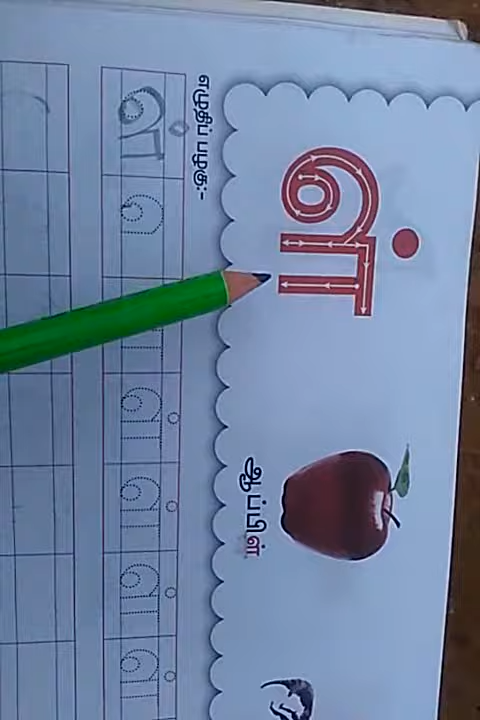 ள்
ஆப்பிள்
எழுதிப் பழகு:-
ள் ள் ள் ள் ள்